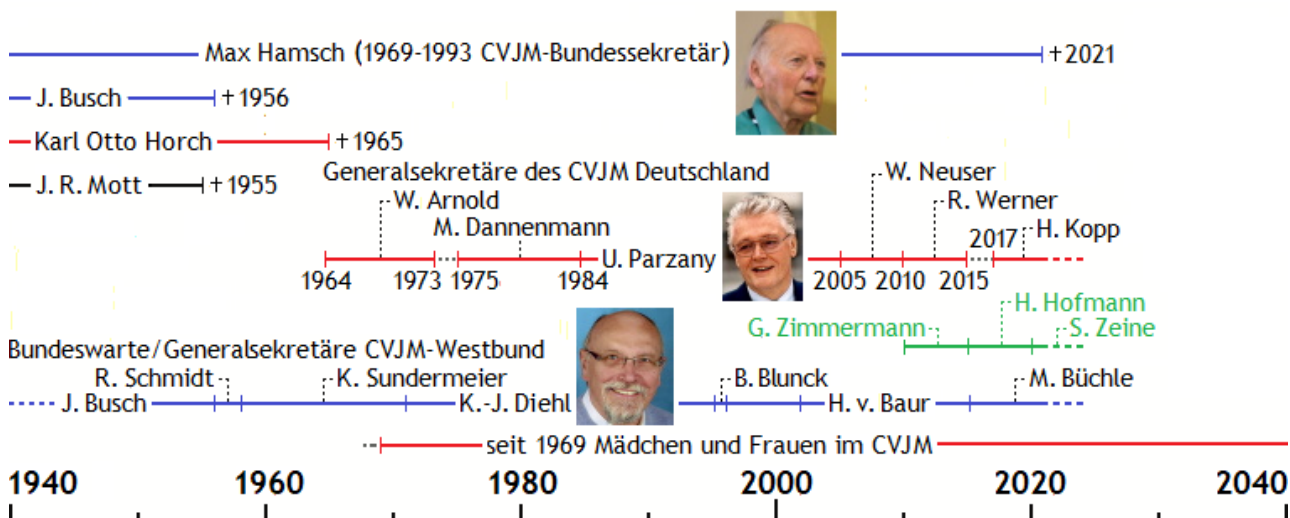 Max Hamsch (1969-1993 CVJM-Bundessekretär)
✝2021
J. Busch
✝1956
Karl Otto Horch
✝1965
J. R. Mott
✝1955
Generalsekretäre des CVJM Deutschland
W. Neuser
W. Arnold
R. Werner
M. Dannenmann
2017
H. Kopp
U. Parzany
1964
1973
1975
1984
2005
2010
2015
H. Hofmann
G. Zimmermann
S. Zeine
Bundeswarte/Generalsekretäre CVJM-Westbund
R. Schmidt
K. Sundermeier
B. Blunck
M. Büchle
J. Busch
K.-J. Diehl
H. v. Baur
seit 1969 Mädchen und Frauen im CVJM
1940 1960 1980 2000 2020 2040